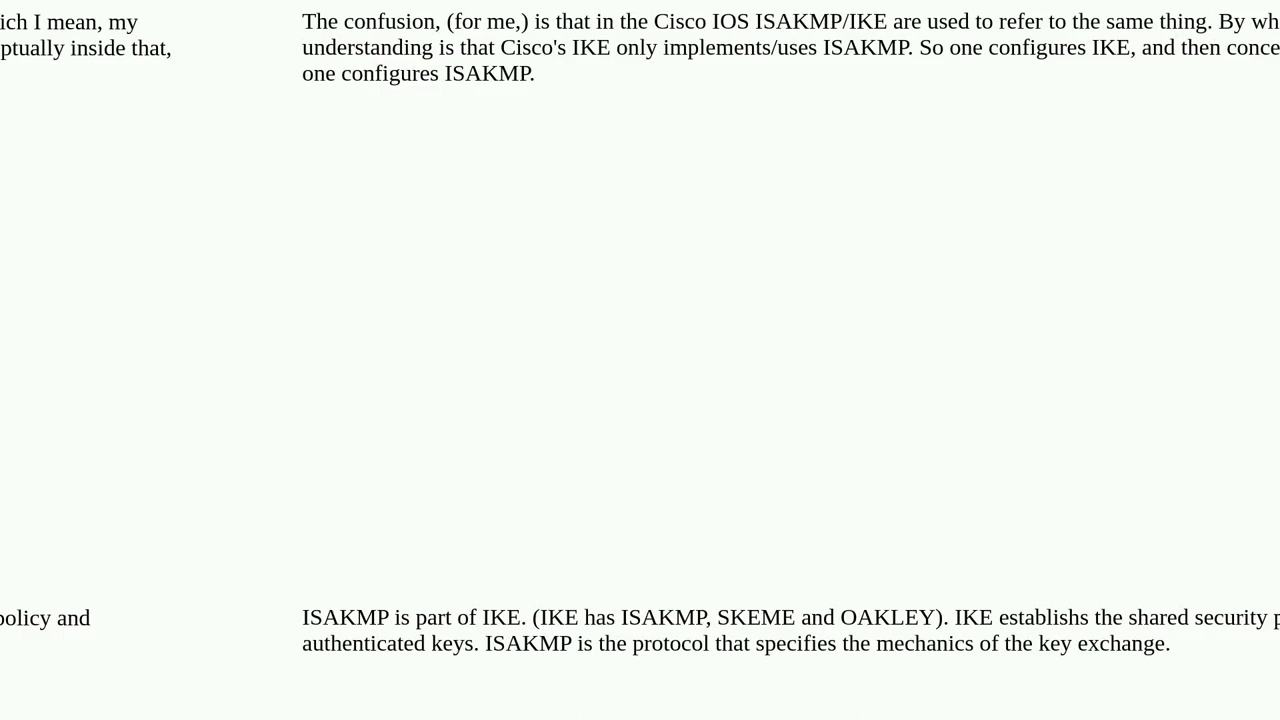 ich I mean, my
ptually inside that,
The confusion, (for me,) is that in the Cisco IOS ISAKMP/IKE are used to refer to the same thing. By wh
understanding is that Cisco's IKE only implements/uses ISAKMP. So one configures IKE, and then conce
one configures ISAKMP.
policy and
ISAKMP is part of IKE. (IKE has ISAKMP, SKEME and OAKLEY). IKE establishs the shared security p
authenticated keys. ISAKMP is the protocol that specifies the mechanics of the key exchange.